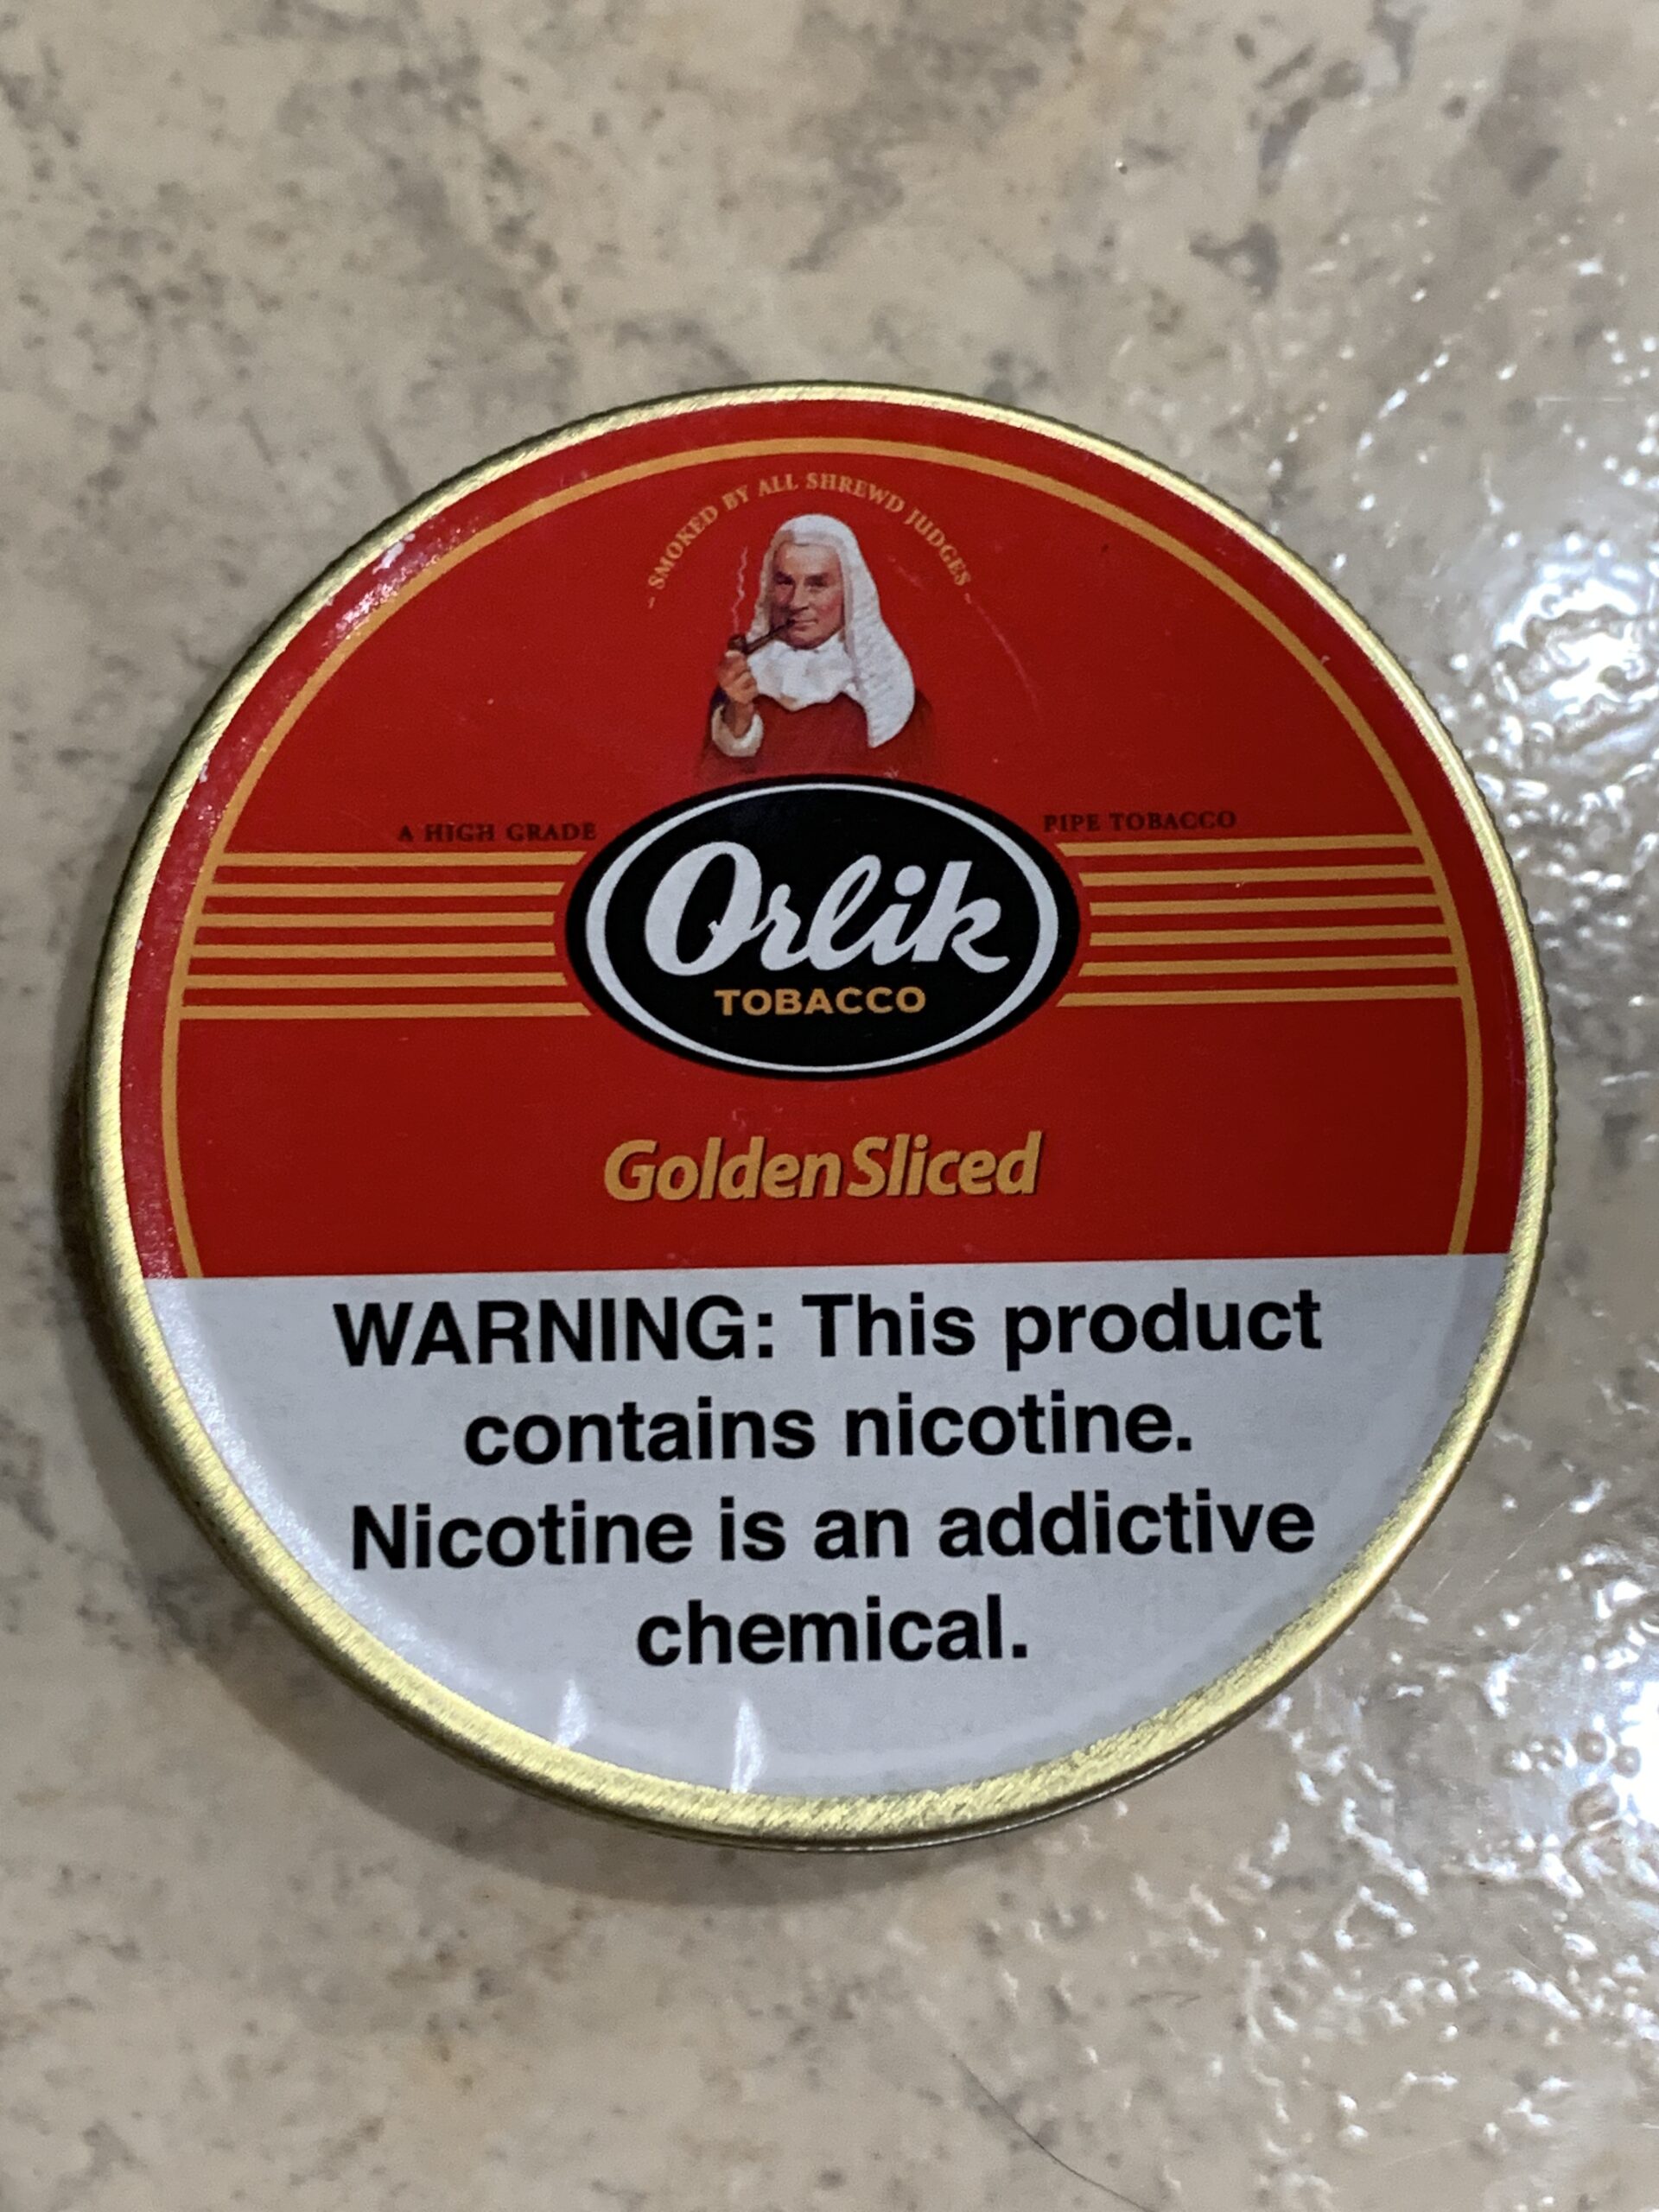 - SMOKED BY ALL SHREWD JUDGES -
A HIGH GRADE
PIPE TOBACCO
Orlik
TOBACCO
Golden Sliced
WARNING: This product
contains nicotine.
Nicotine is an addictive
chemical.